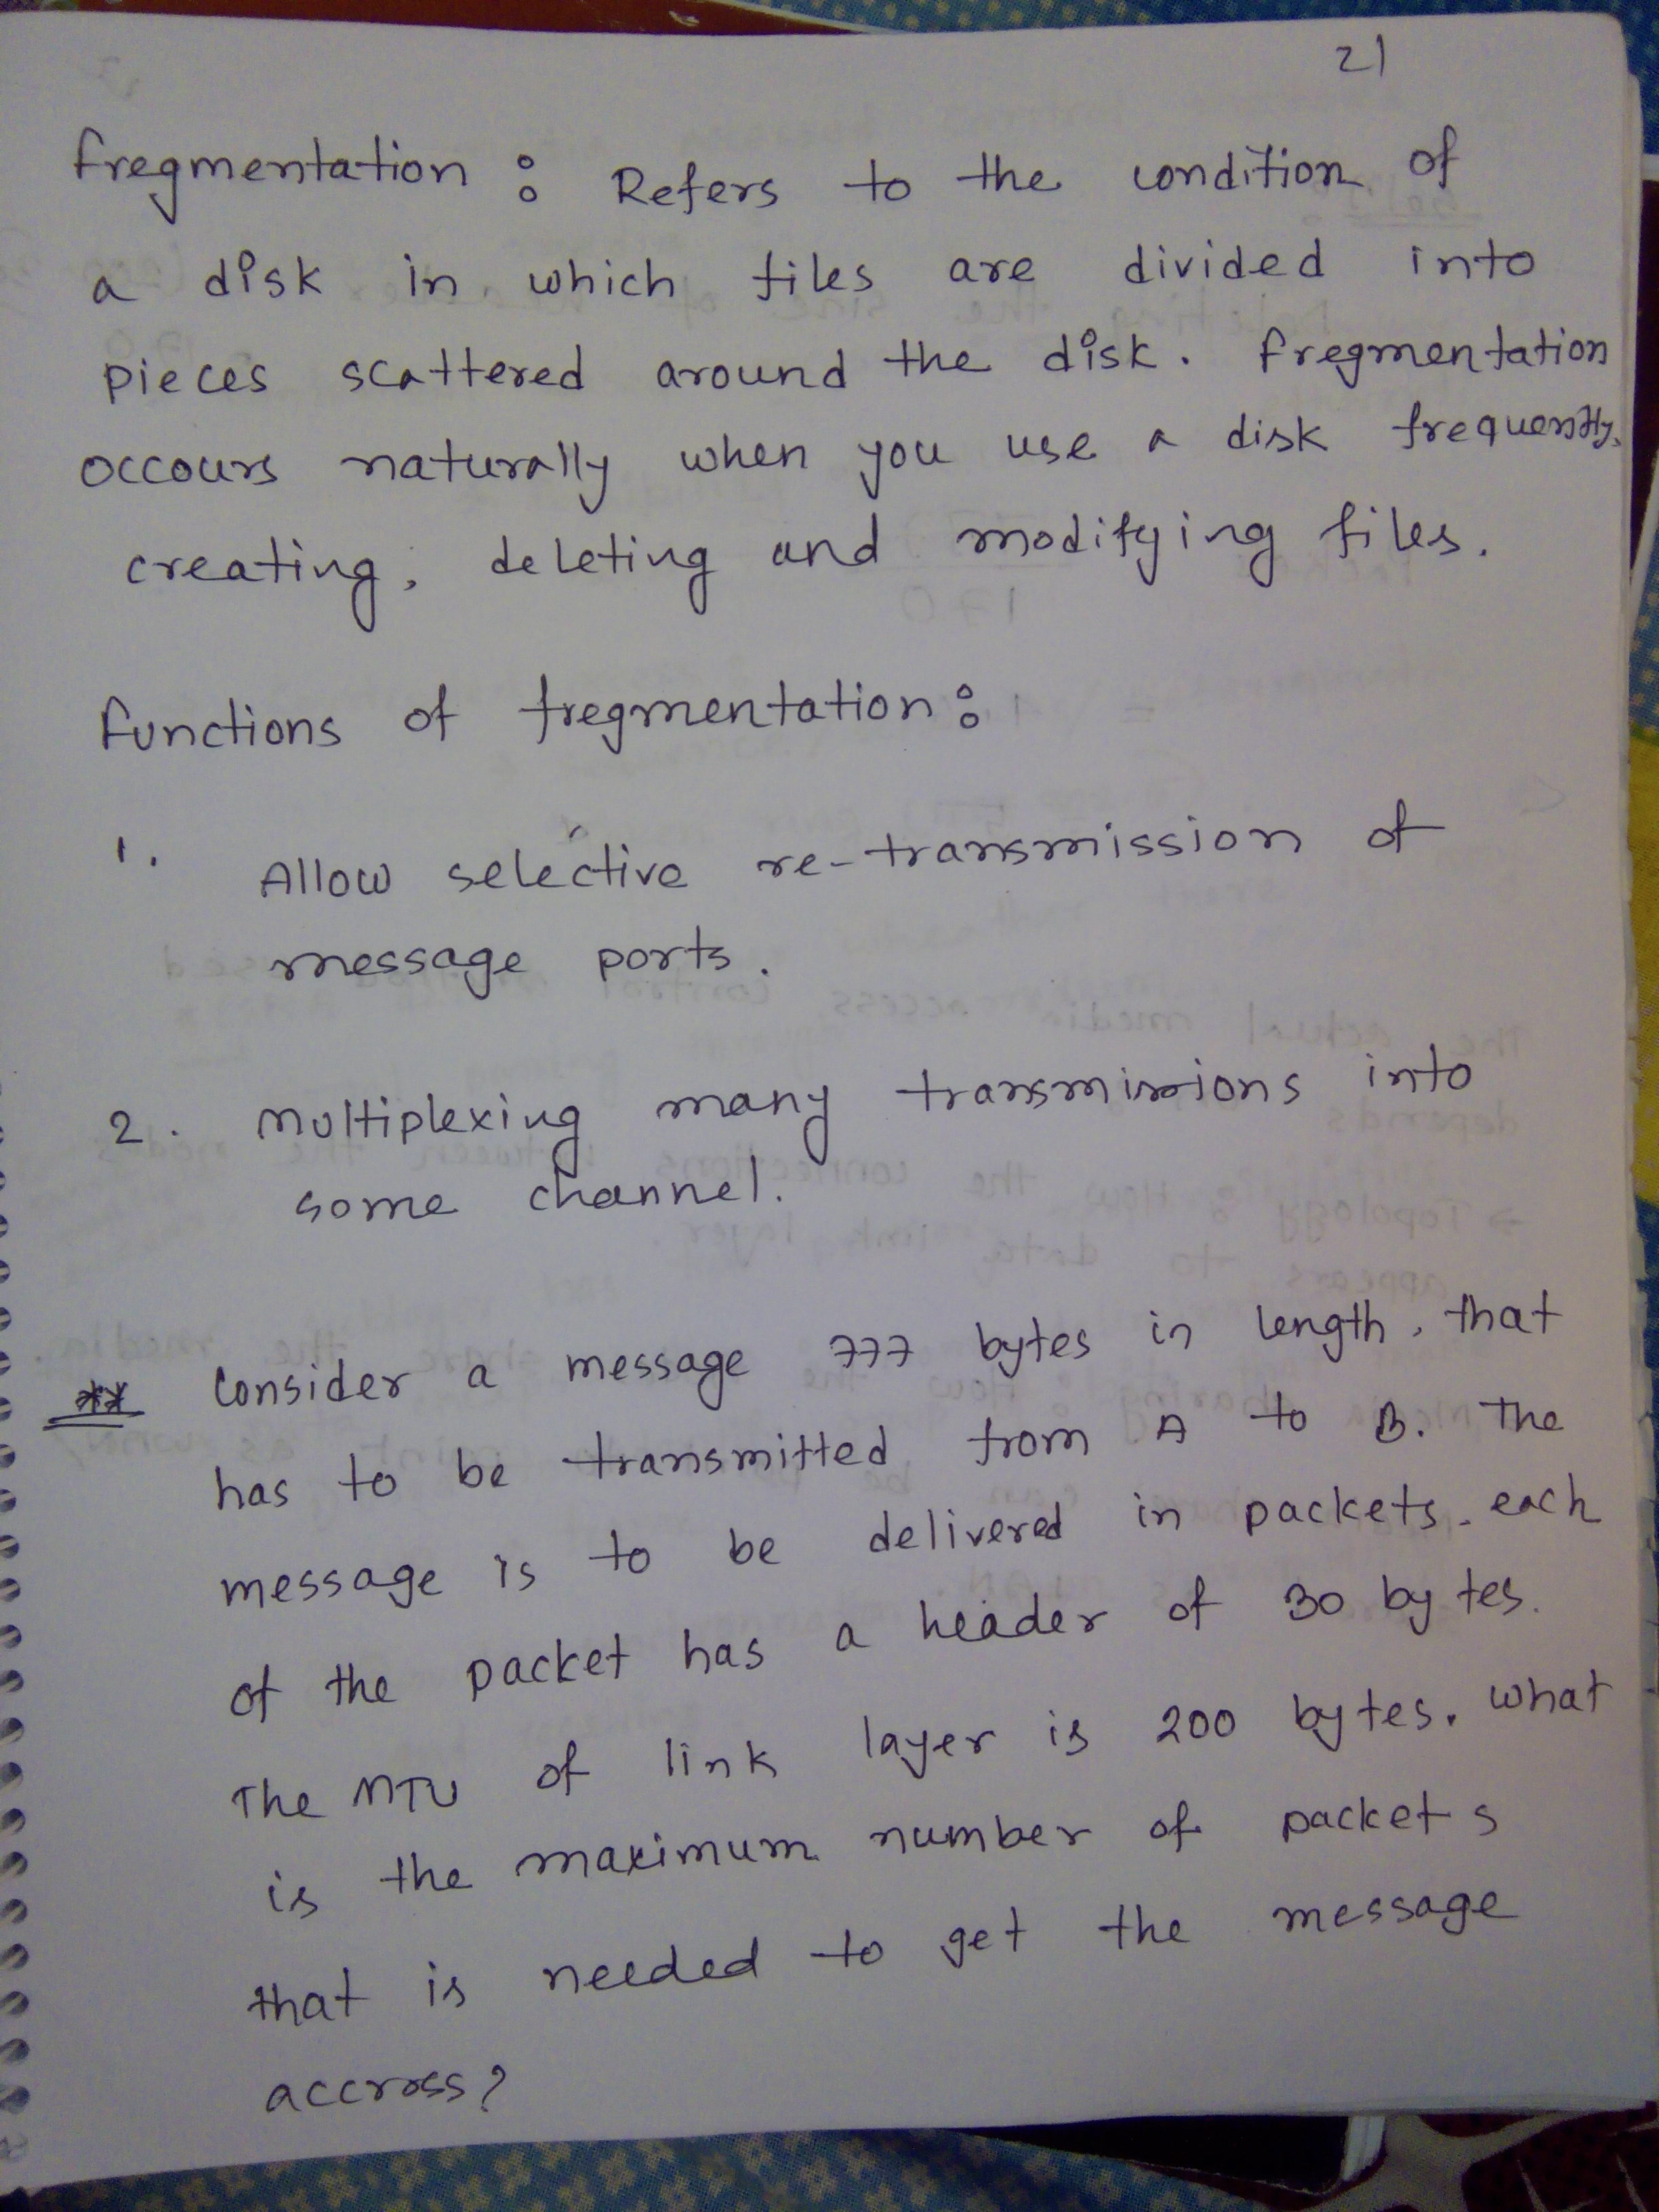 21
fregmentation : Refers to the condition of
a disk in which files are divided into
pieces scattered around the disk. fregmentation
occours naturally when you use a disk frequently,
creating, deleting and modifying files.
functions of fregmentation :
1. Allow selective re-transmission of
message ports.
2. Multiplexing many transmissions into
some channel.
** Consider a message 777 bytes in length, that
has to be transmitted from A to B. The
message is to be delivered in packets. each
of the packet has a header of 30 bytes.
The MTU of link layer is 200 bytes. What
is the maximum number of packets
that is needed to get the message
accross?